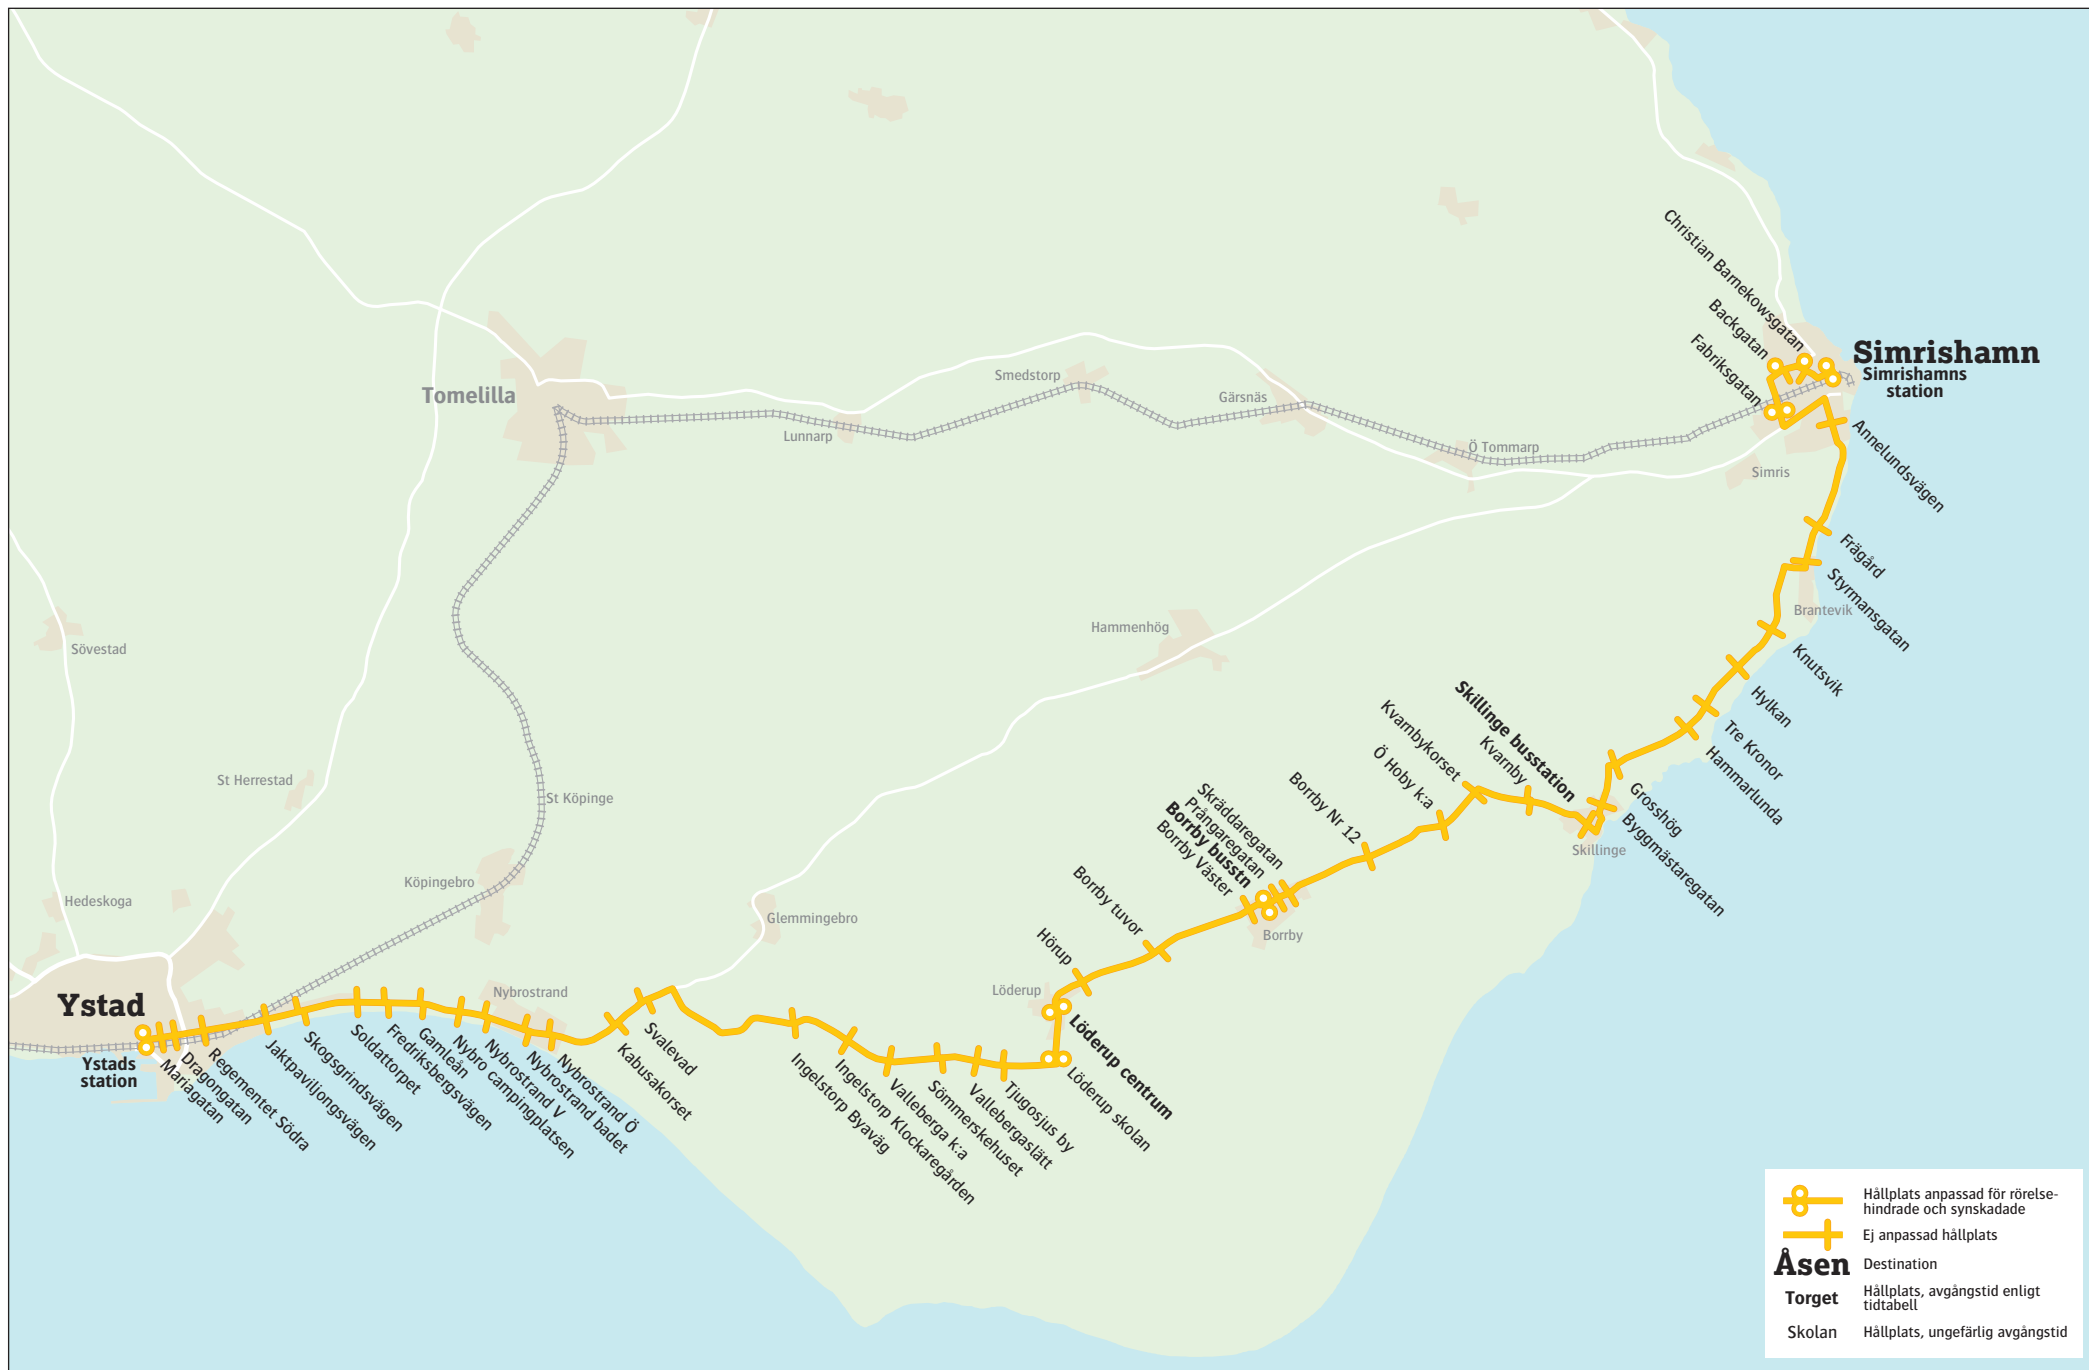 Christian Barnekowsgatan
Backgatan
Fabriksgatan
Simrishamn
Simrishamns
station
Annelundsvägen
Tomelilla
Smedstorp
Gärsnäs
Lunnarp
Ö Tommarp
Simris
Frägård
Styrmansgatan
Brantevik
Knutsvik
Hylkan
Tre Kronor
Hammarlunda
Grosshög
Byggmästaregatan
Skillinge
Skillinge busstation
Kvarnby
Kvarnbykorset
Ö Hoby k:a
Borrby Nr 12
Skräddaregatan
Prångaregatan
Borrby busstn
Borrby Väster
Borrby
Borrby tuvor
Hörup
Hammenhög
Sövestad
St Herrestad
St Köpinge
Köpingebro
Hedeskoga
Glemmingebro
Löderup
Löderup centrum
Löderup skolan
Tjugosjus by
Vallebergaslätt
Sömmerskehuset
Valleberga k:a
Ingelstorp Klockaregården
Ingelstorp Byaväg
Svalevad
Kabusakorset
Nybrostrand
Nybrostrand Ö
Nybrostrand badet
Nybrostrand V
Nybro campingplatsen
Gamleån
Fredriksbergsvägen
Soldattorpet
Skogsgrindsvägen
Jaktpaviljongsvägen
Regementet Södra
Dragongatan
Mariagatan
Ystad
Ystads
station
Hållplats anpassad för rörelse-
hindrade och synskadade
Ej anpassad hållplats
Åsen Destination
Torget Hållplats, avgångstid enligt
tidtabell
Skolan Hållplats, ungefärlig avgångstid